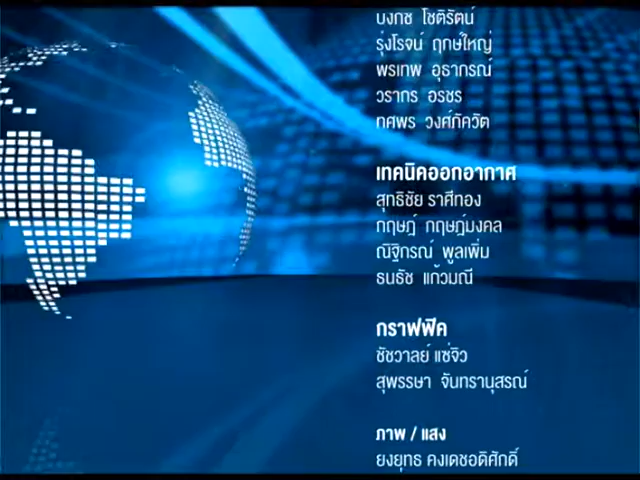 บงกช โชติรัตน์
รุ่งโรจน์ ฤกษ์ใหญ่
พรเทพ อุธากรณ์
วรากร อรชร
ทศพร วงศ์ภัควัต
เทคนิคออกอากาศ
สุทธิชัย ราศีทอง
กฤษฎ์ กฤษฎ์มงคล
ณิฐิกรณ์ พูลเพิ่ม
ธนธัช แก้วมณี
กราฟฟิค
ชัชวาลย์ แซ่จิว
สุพรรษา จันทรานุสรณ์
ภาพ / แสง
ยงยุทธ คงเดชอดิศักดิ์